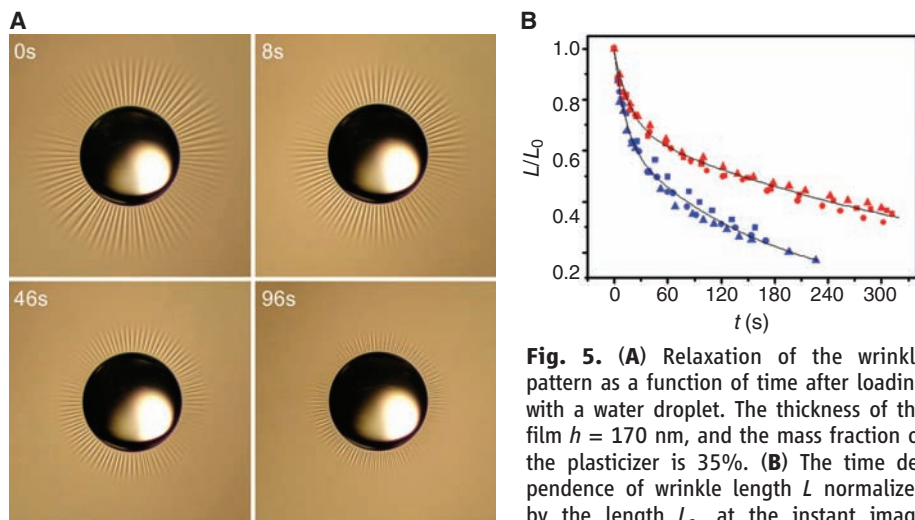 A
0s
8s
46s
96s
B
L/L0
1.0
0.8
0.6
0.4
0.2
0 60 120 180 240 300
t (s)
Fig. 5. (A) Relaxation of the wrinkl
pattern as a function of time after loadin
with a water droplet. The thickness of th
film h = 170 nm, and the mass fraction o
the plasticizer is 35%. (B) The time de
pendence of wrinkle length L normalize
by the length L at the instant imag